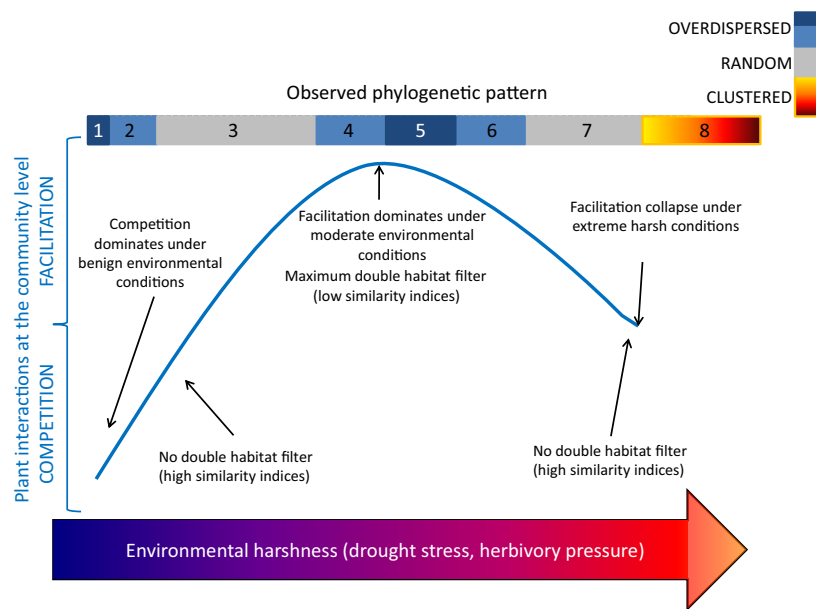 OVERDISPERSED
RANDOM
CLUSTERED
Observed phylogenetic pattern
1 2 3 4 5 6 7 8
Plant interactions at the community level
FACILITATION
COMPETITION
Competition
dominates under
benign environmental
conditions
Facilitation dominates under
moderate environmental
conditions
Maximum double habitat filter
(low similarity indices)
Facilitation collapse under
extreme harsh conditions
No double habitat filter
(high similarity indices)
No double habitat filter
(high similarity indices)
Environmental harshness (drought stress, herbivory pressure)